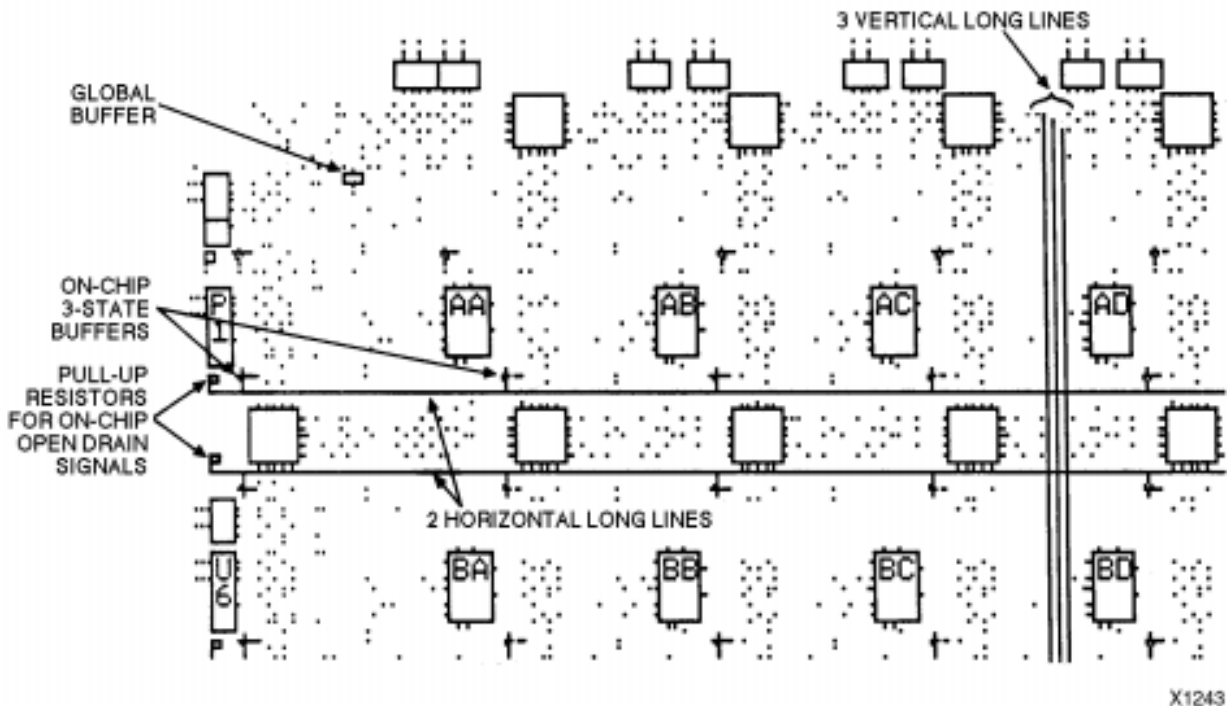 3 VERTICAL LONG LINES
GLOBAL
BUFFER
ON-CHIP
3-STATE
BUFFERS
P
1
AA
AB
AC
AD
PULL-UP
RESISTORS
FOR ON-CHIP
OPEN DRAIN
SIGNALS
2 HORIZONTAL LONG LINES
U
6
BA
BB
BC
BD
X1243